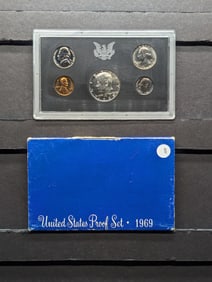 United States Proof Set • 1969